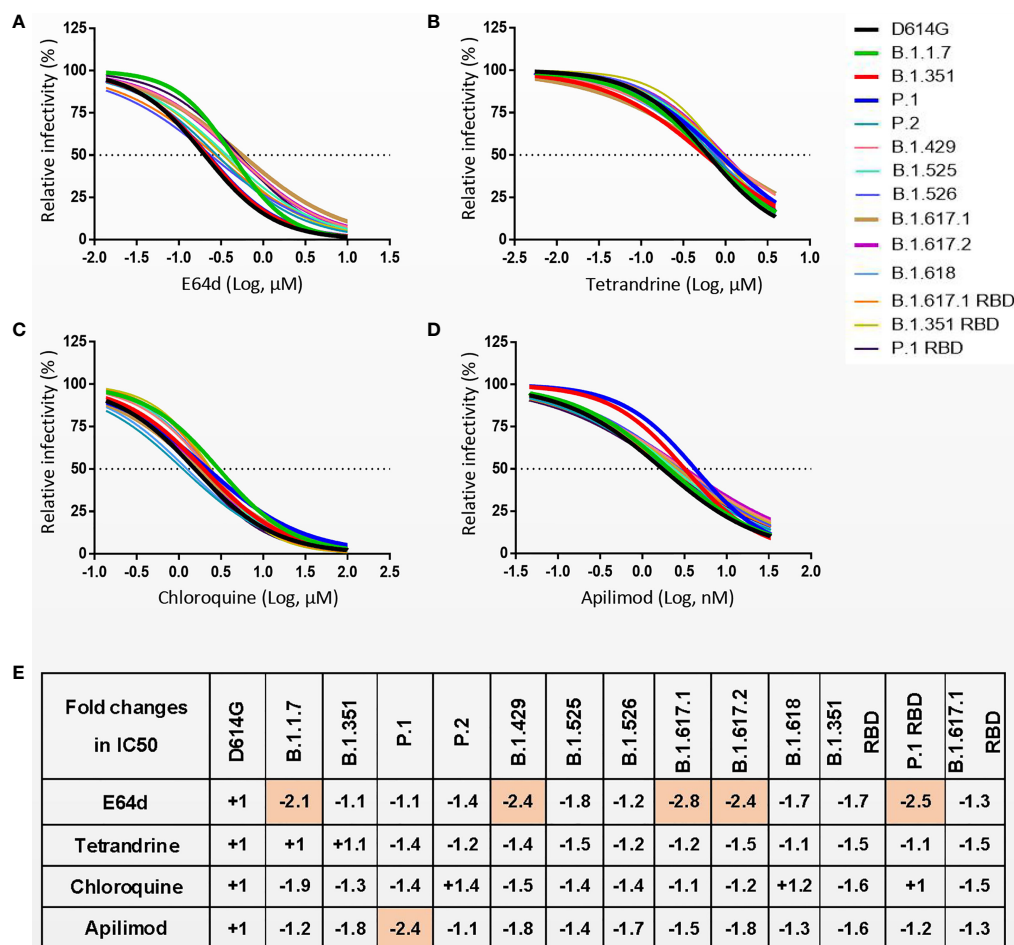 A
125
100
75
50
25
0
Relative infectivity (%)
-2.0 -1.5 -1.0 -0.5 0.0 0.5 1.0 1.5
E64d (Log, μM)
B
125
100
75
50
25
0
Relative infectivity (%)
-2.5 -2.0 -1.5 -1.0 -0.5 0.0 0.5 1.0
Tetrandrine (Log, μM)
D614G
B.1.1.7
B.1.351
P.1
P.2
B.1.429
B.1.525
B.1.526
B.1.617.1
B.1.617.2
B.1.618
B.1.617.1 RBD
B.1.351 RBD
P.1 RBD
C
125
100
75
50
25
0
Relative infectivity (%)
-1.0 -0.5 0.0 0.5 1.0 1.5 2.0 2.5
Chloroquine (Log, μM)
D
125
100
75
50
25
0
Relative infectivity (%)
-1.5 -1.0 -0.5 0.0 0.5 1.0 1.5 2.0
Apilimod (Log, nM)
E
Fold changes
in IC50
D614G
B.1.1.7
B.1.351
P.1
P.2
B.1.429
B.1.525
B.1.526
B.1.617.1
B.1.617.2
B.1.618
B.1.351
RBD
P.1 RBD
B.1.617.1
RBD
E64d +1 -2.1 -1.1 -1.1 -1.4 -2.4 -1.8 -1.2 -2.8 -2.4 -1.7 -1.7 -2.5 -1.3
Tetrandrine +1 +1 +1.1 -1.4 -1.2 -1.4 -1.5 -1.2 -1.2 -1.5 -1.1 -1.5 -1.1 -1.5
Chloroquine +1 -1.9 -1.3 -1.4 +1.4 -1.5 -1.4 -1.4 -1.1 -1.2 +1.2 -1.6 +1 -1.5
Apilimod +1 -1.2 -1.8 -2.4 -1.1 -1.8 -1.4 -1.7 -1.5 -1.8 -1.3 -1.6 -1.2 -1.3